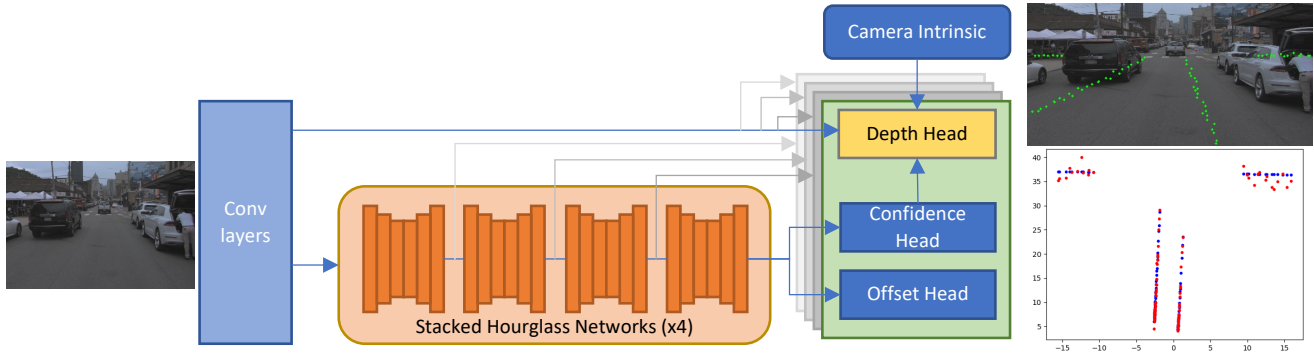 Camera Intrinsic
Conv
layers
Depth Head
Confidence
Head
Offset Head
Stacked Hourglass Networks (x4)
40
35
30
25
20
15
10
5
−15
−10
−5
0
5
10
15